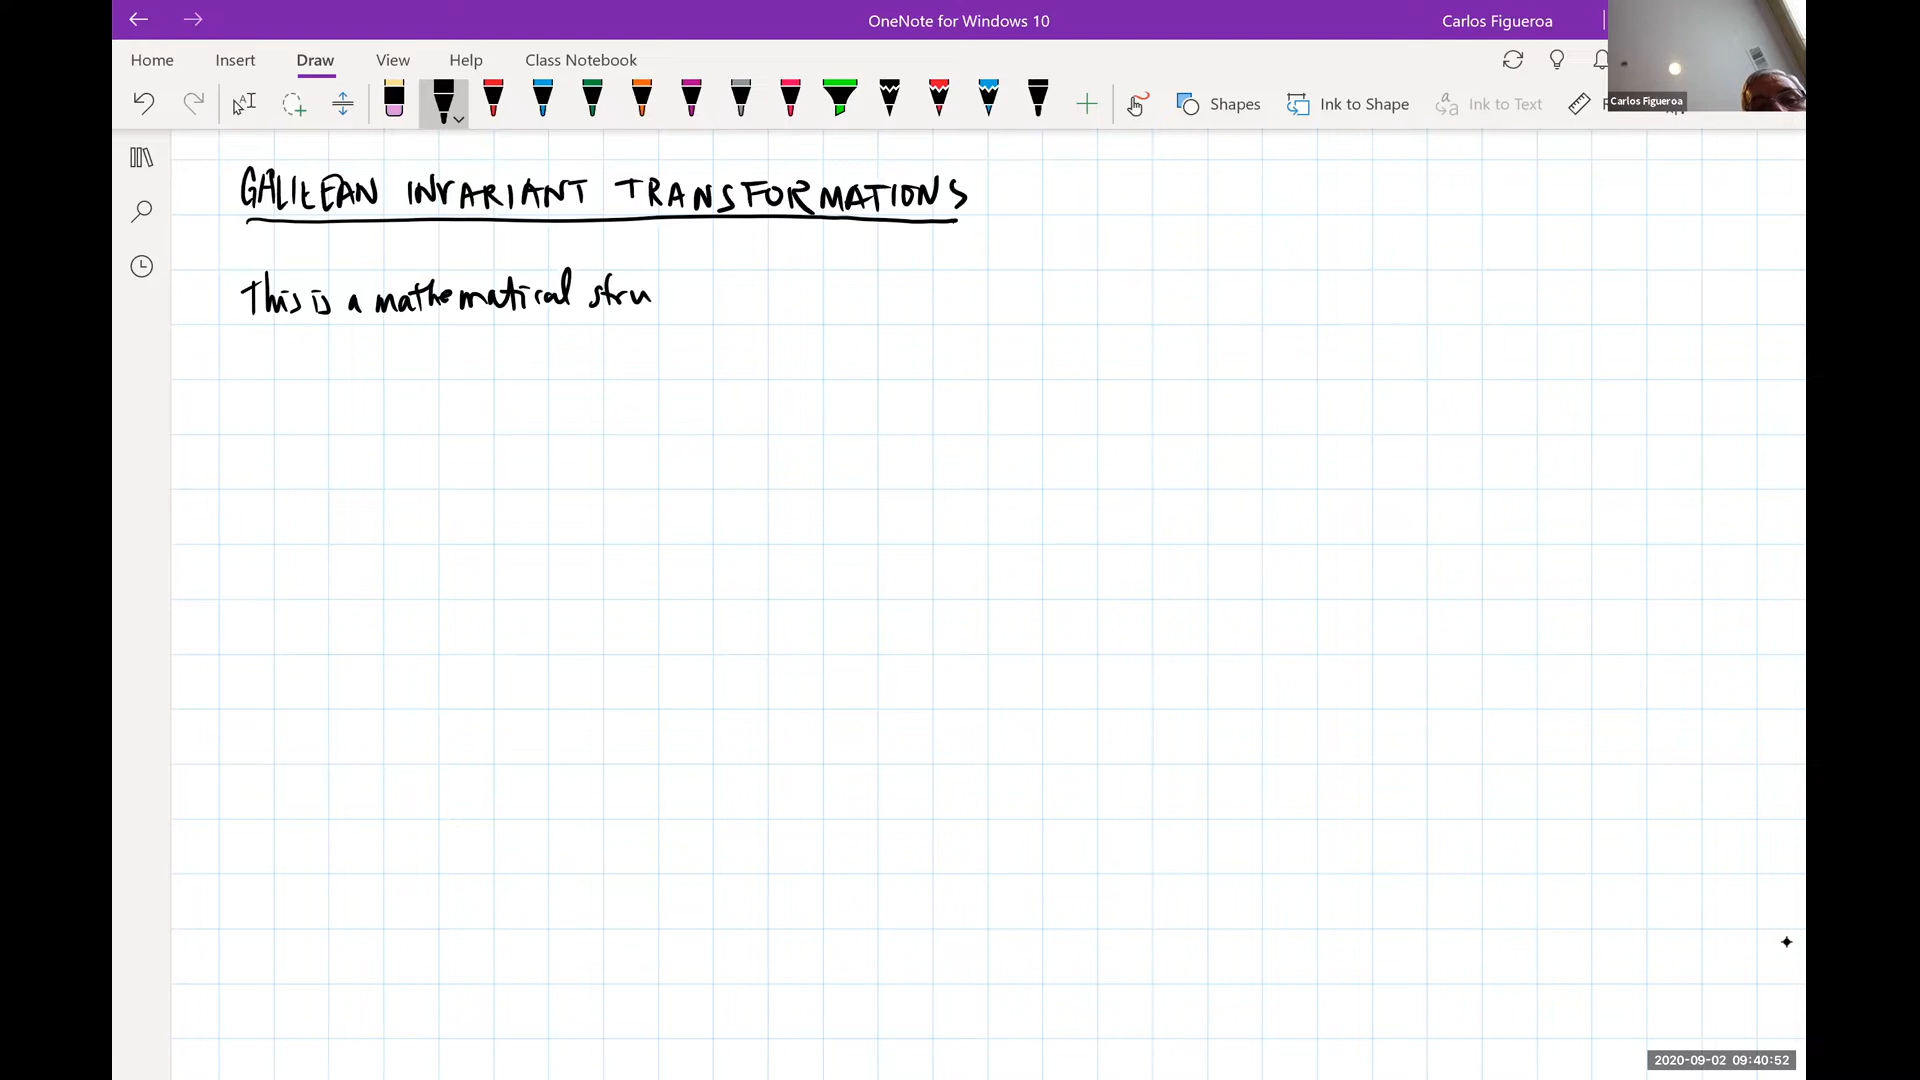 OneNote for Windows 10
Carlos Figueroa
Home Insert Draw View Help Class Notebook
Shapes Ink to Shape Ink to Text
Carlos Figueroa
GALILEAN INVARIANT TRANSFORMATIONS
This is a mathematical stru
2020-09-02 09:40:52